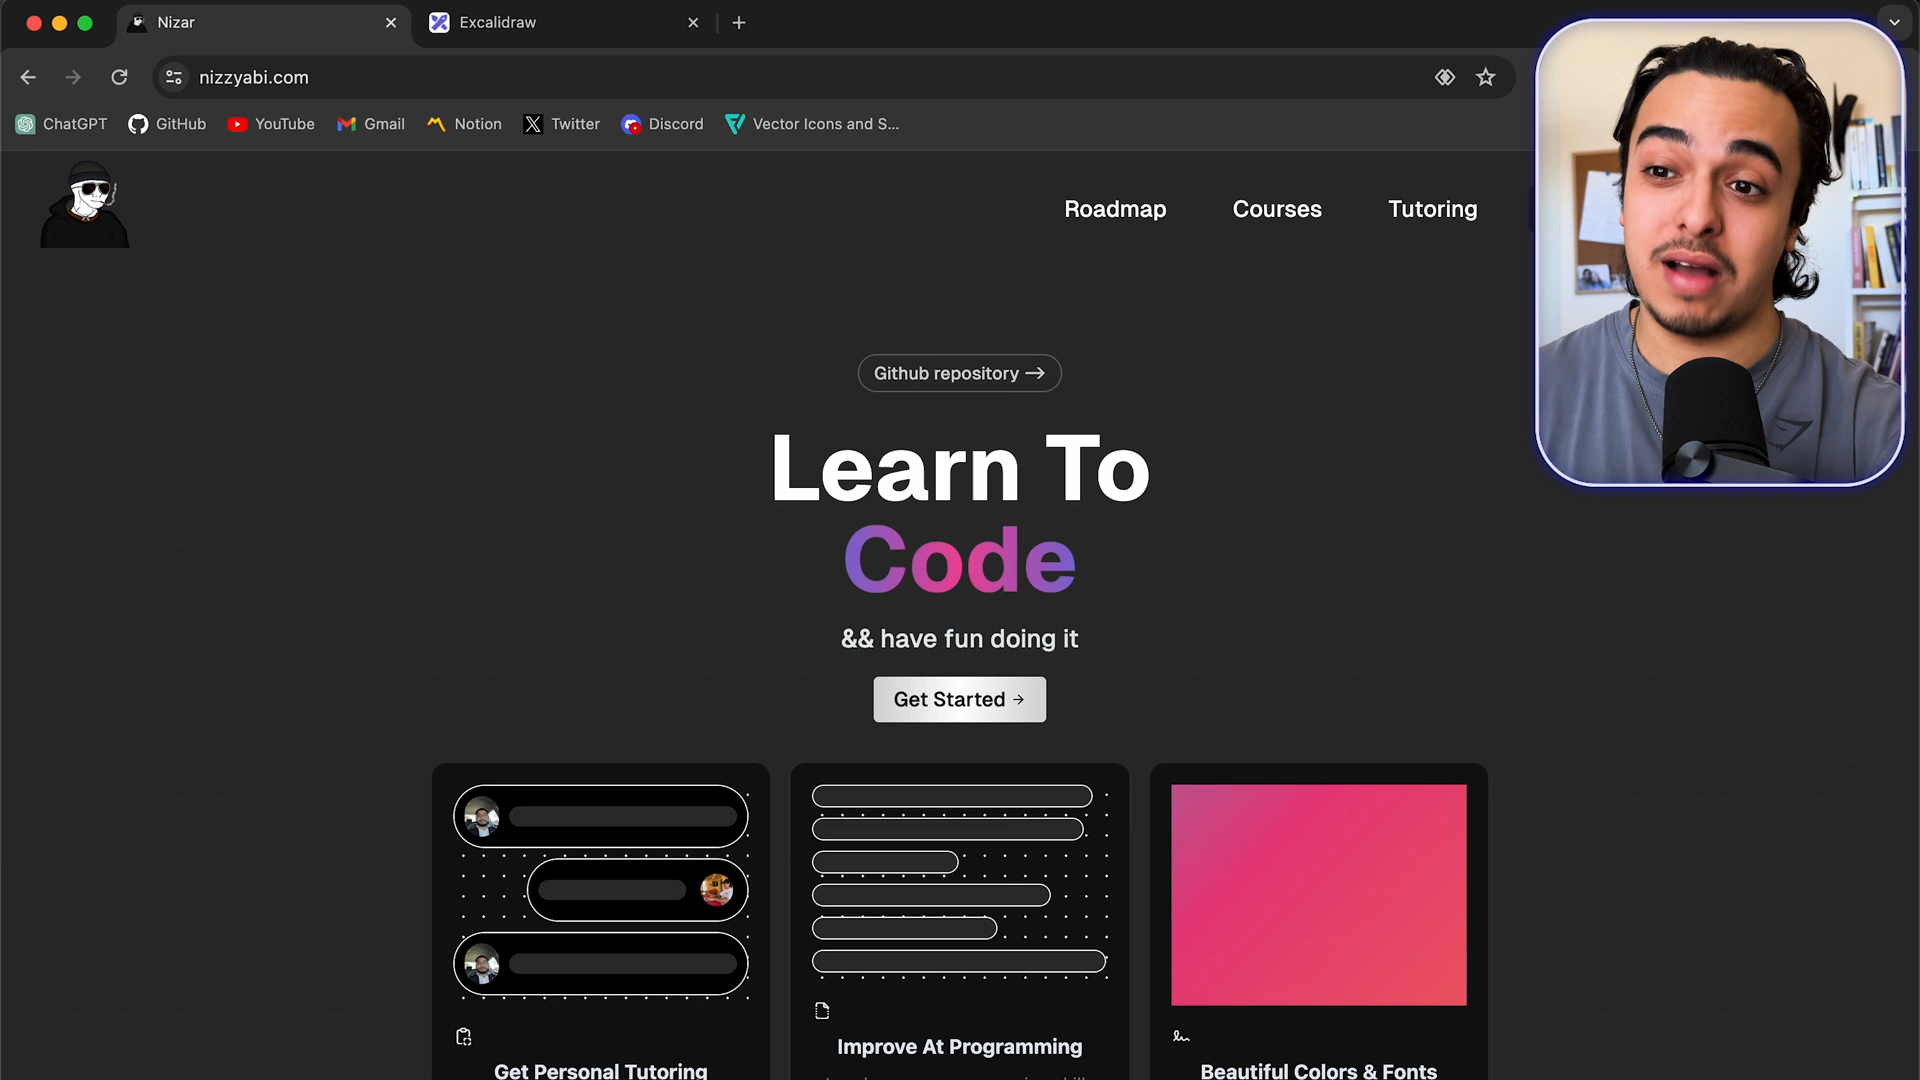 Nizar
Excalidraw
nizzyabi.com
ChatGPT
GitHub
YouTube
Gmail
Notion
Twitter
Discord
Vector Icons and S...
Roadmap
Courses
Tutoring
Github repository →
Learn To
Code
&& have fun doing it
Get Started →
Improve At Programming
Get Personal Tutoring
Beautiful Colors & Fonts